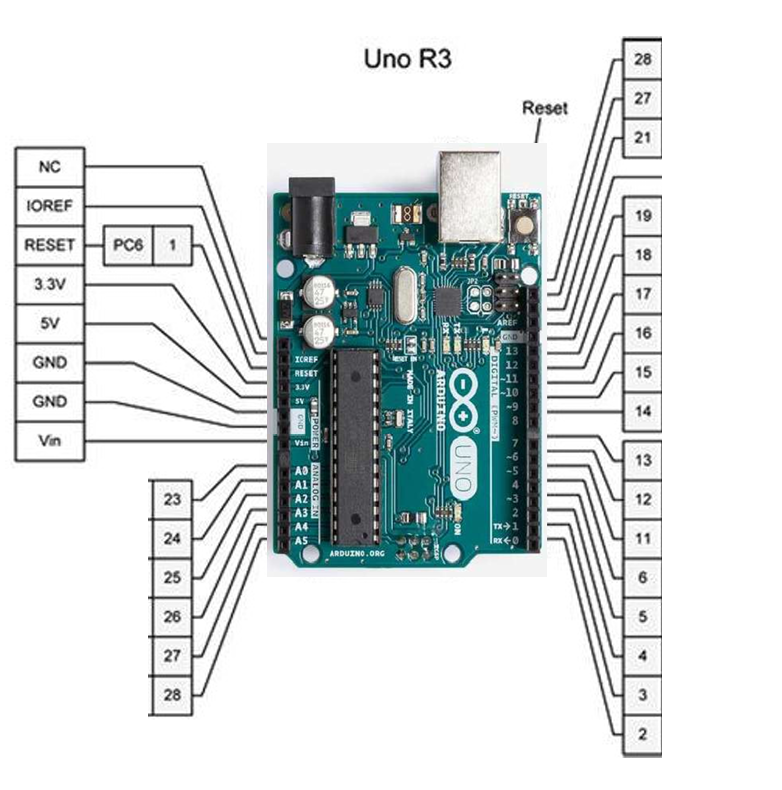 Uno R3
Reset
NC
IOREF
RESET
PC6
1
3.3V
5V
GND
GND
Vin
23
24
25
26
27
28
28
27
21
19
18
17
16
15
14
13
12
11
6
5
4
3
2
RESET
JP2
IOREF
RESET
3.3V
5V
GND
Vin
POWER
A0
A1
A2
A3
A4
A5
ANALOG IN
RX
TX
RESET EN
MADE IN ITALY
ARDUINO
UNO
ON
ARDUINO.ORG
AREF
GND
13
12
~11
~10
~9
8
7
~6
~5
4
~3
2
TX→1
RX←0
DIGITAL (PWM~)